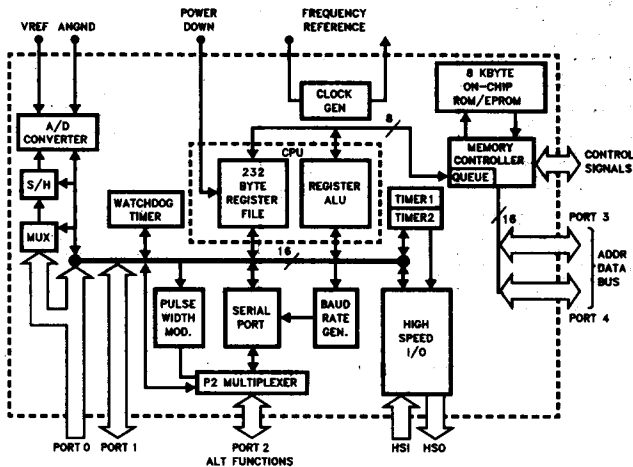 VREF ANGND
POWER
DOWN
FREQUENCY
REFERENCE
CLOCK
GEN
8 KBYTE
ON-CHIP
ROM/EPROM
A/D
CONVERTER
8
CPU
MEMORY
CONTROLLER
QUEUE
CONTROL
SIGNALS
S/H
MUX
WATCHDOG
TIMER
232
BYTE
REGISTER
FILE
REGISTER
ALU
TIMER1
TIMER2
16
PORT 3
ADDR
DATA
BUS
PORT 4
16
PULSE
WIDTH
MOD.
SERIAL
PORT
BAUD
RATE
GEN.
HIGH
SPEED
I/O
P2 MULTIPLEXER
PORT 0
PORT 1
PORT 2
ALT FUNCTIONS
HSI
HSO